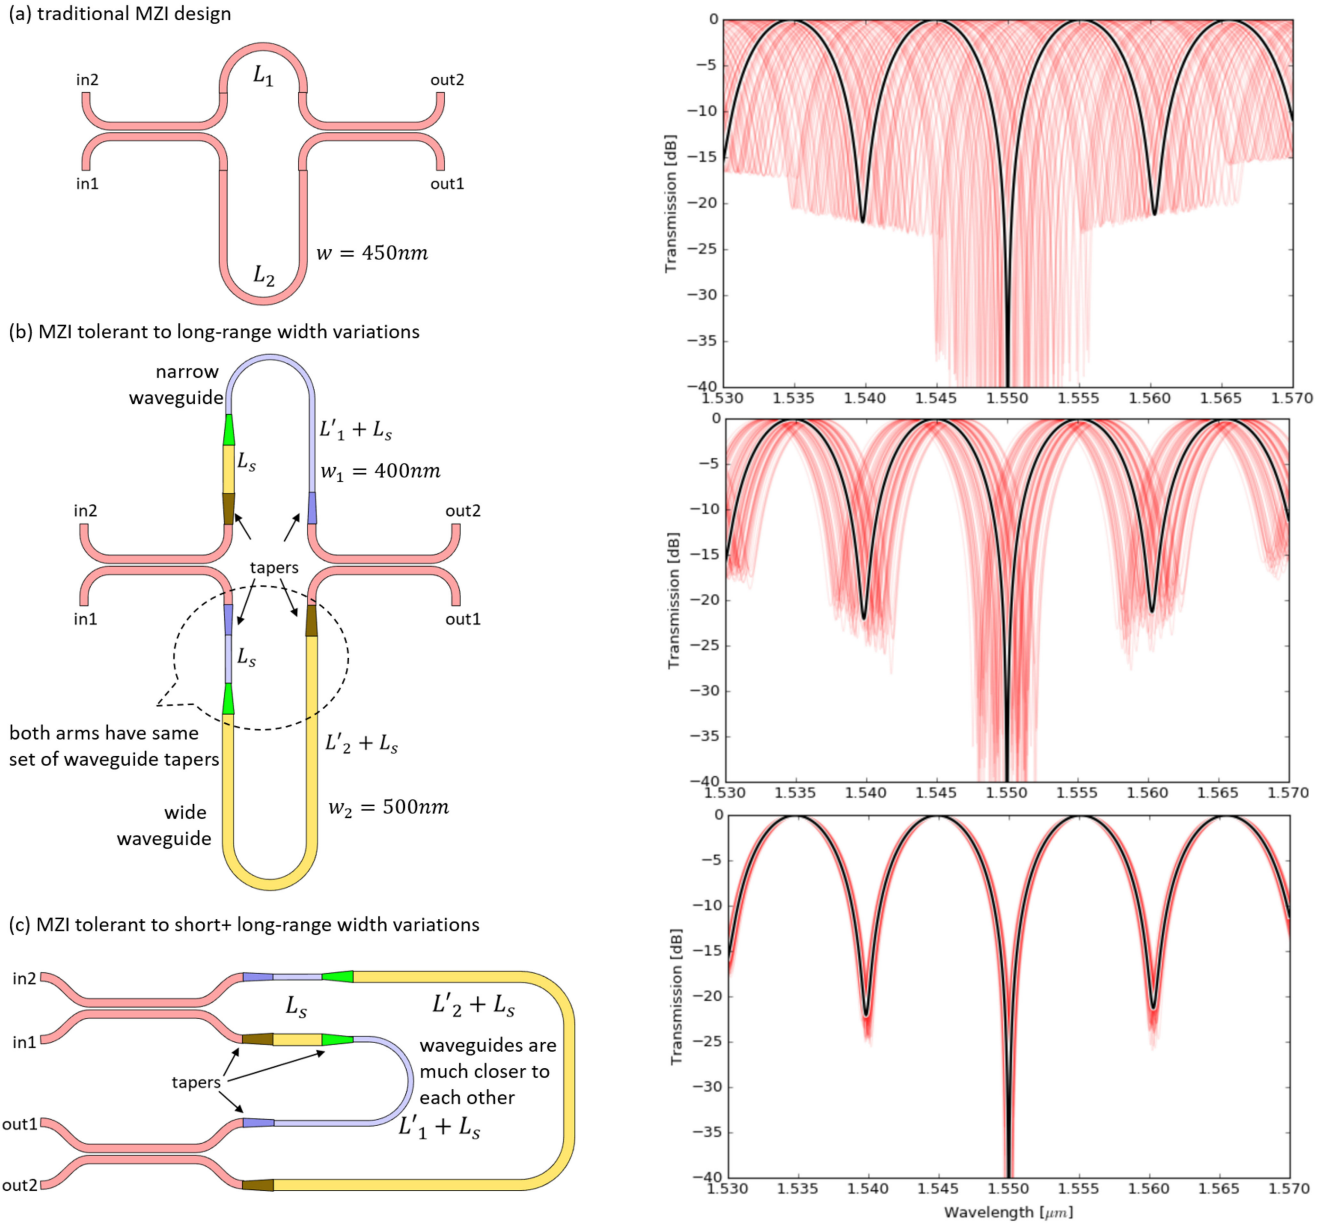 (a) traditional MZI design
in2
L₁
out2
in1
out1
w = 450nm
L₂
0
−5
−10
−15
−20
−25
−30
−35
−40
Transmission [dB]
1.530 1.535 1.540 1.545 1.550 1.555 1.560 1.565 1.570
(b) MZI tolerant to long-range width variations
narrow
waveguide
L'₁ + Lₛ
Lₛ
w₁ = 400nm
in2
out2
tapers
in1
out1
Lₛ
both arms have same
set of waveguide tapers
L'₂ + Lₛ
wide
waveguide
w₂ = 500nm
0
−5
−10
−15
−20
−25
−30
−35
−40
Transmission [dB]
1.530 1.535 1.540 1.545 1.550 1.555 1.560 1.565 1.570
(c) MZI tolerant to short+ long-range width variations
in2
Lₛ
L'₂ + Lₛ
in1
waveguides are
much closer to
each other
tapers
out1
L'₁ + Lₛ
out2
0
−5
−10
−15
−20
−25
−30
−35
−40
Transmission [dB]
1.530 1.535 1.540 1.545 1.550 1.555 1.560 1.565 1.570
Wavelength [μm]